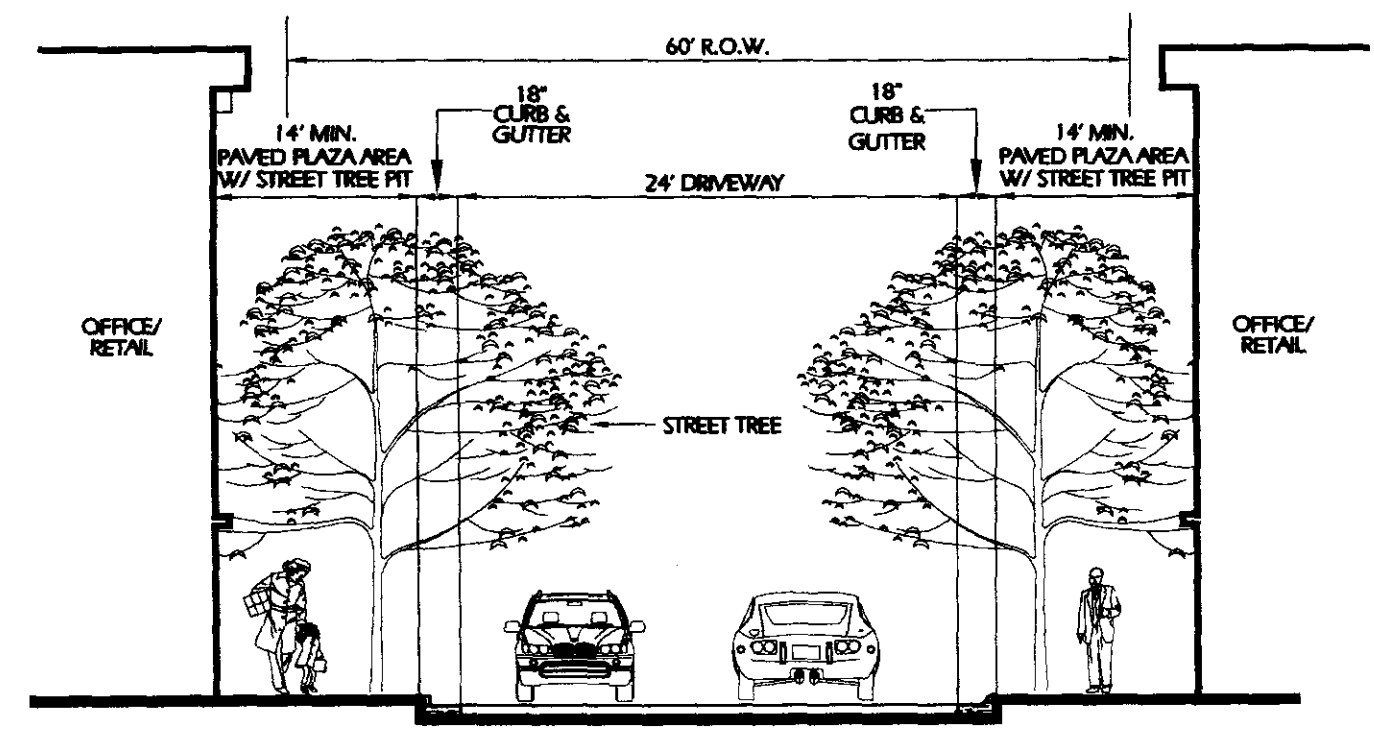 60' R.O.W.
18"
CURB &
GUTTER
18"
CURB &
GUTTER
14' MIN.
PAVED PLAZA AREA
W/ STREET TREE PIT
14' MIN.
PAVED PLAZA AREA
W/ STREET TREE PIT
24' DRIVEWAY
OFFICE/
RETAIL
OFFICE/
RETAIL
STREET TREE